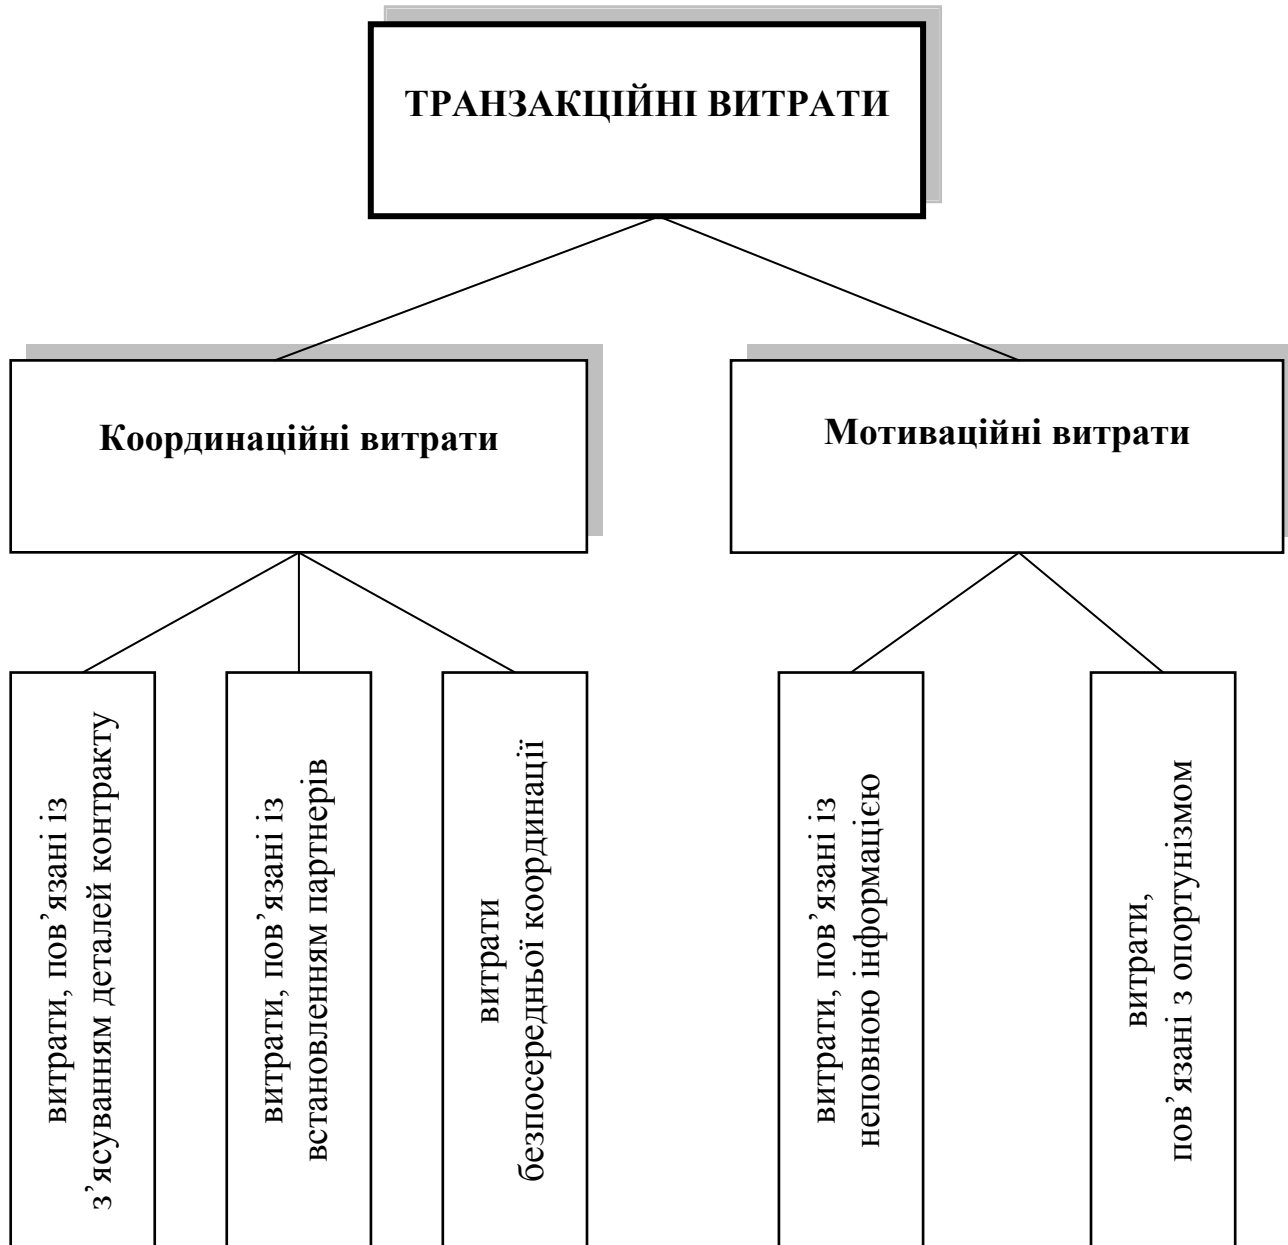 ТРАНЗАКЦІЙНІ ВИТРАТИ
Координаційні витрати
Мотиваційні витрати
витрати, пов’язані із
з’ясуванням деталей контракту
витрати, пов’язані із
встановленням партнерів
витрати
безпосередньої координації
витрати, пов’язані із
неповною інформацією
витрати,
пов’язані з опортунізмом